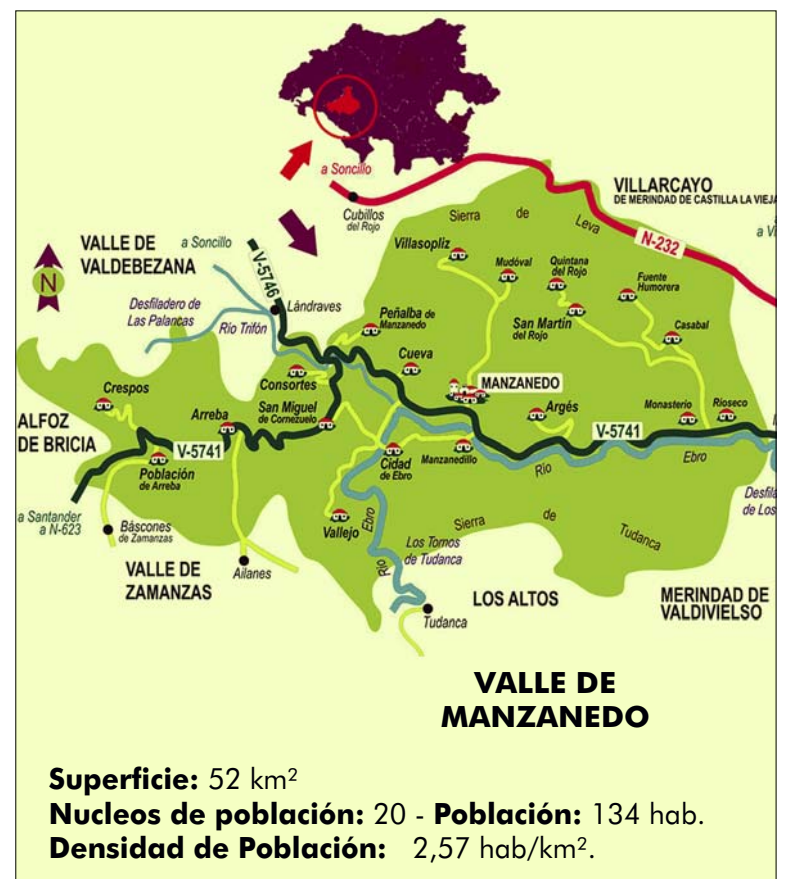 a Soncillo
Cubillos
del Rojo
VILLARCAYO
DE MERINDAD DE CASTILLA LA VIEJA
Sierra de Leva
N-232
a Vi
VALLE DE
VALDEBEZANA
a Soncillo
V-5746
N
Villasopliz
Mudóval
Quintana
del Rojo
Fuente
Humorera
Desfiladero de
Las Palancas
Río Trifón
Lándraves
Peñalba de
Manzanedo
San Martín
del Rojo
Casabal
Cueva
Consortes
MANZANEDO
Crespos
Arreba
San Miguel
de Cornezuelo
Argés
Monasterio
Rioseco
ALFOZ
DE BRICIA
V-5741
V-5741
Población
de Arreba
Cidad
de Ebro
Manzanedillo
Río Ebro
Desfila
de Los
a Santander
a N-623
Báscones
de Zamanzas
Vallejo
Río Ebro
Sierra de Tudanca
Los Tornos
de Tudanca
VALLE DE
ZAMANZAS
Ailanes
LOS ALTOS
MERINDAD DE
VALDIVIELSO
Tudanca
VALLE DE
MANZANEDO
Superficie: 52 km²
Nucleos de población: 20 - Población: 134 hab.
Densidad de Población: 2,57 hab/km².